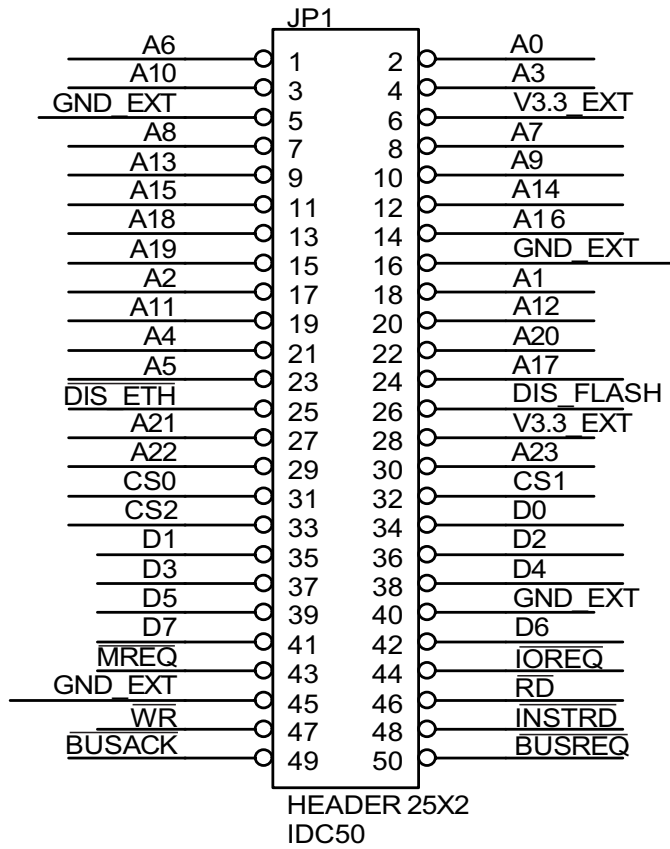 JP1
A6 1 2 A0
A10 3 4 A3
GND_EXT 5 6 V3.3_EXT
A8 7 8 A7
A13 9 10 A9
A15 11 12 A14
A18 13 14 A16
A19 15 16 GND_EXT
A2 17 18 A1
A11 19 20 A12
A4 21 22 A20
A5 23 24 A17
DIS_ETH 25 26 DIS_FLASH
A21 27 28 V3.3_EXT
A22 29 30 A23
CS0 31 32 CS1
CS2 33 34 D0
D1 35 36 D2
D3 37 38 D4
D5 39 40 GND_EXT
D7 41 42 D6
MREQ 43 44 IOREQ
GND_EXT 45 46 RD
WR 47 48 INSTRD
BUSACK 49 50 BUSREQ
HEADER 25X2
IDC50